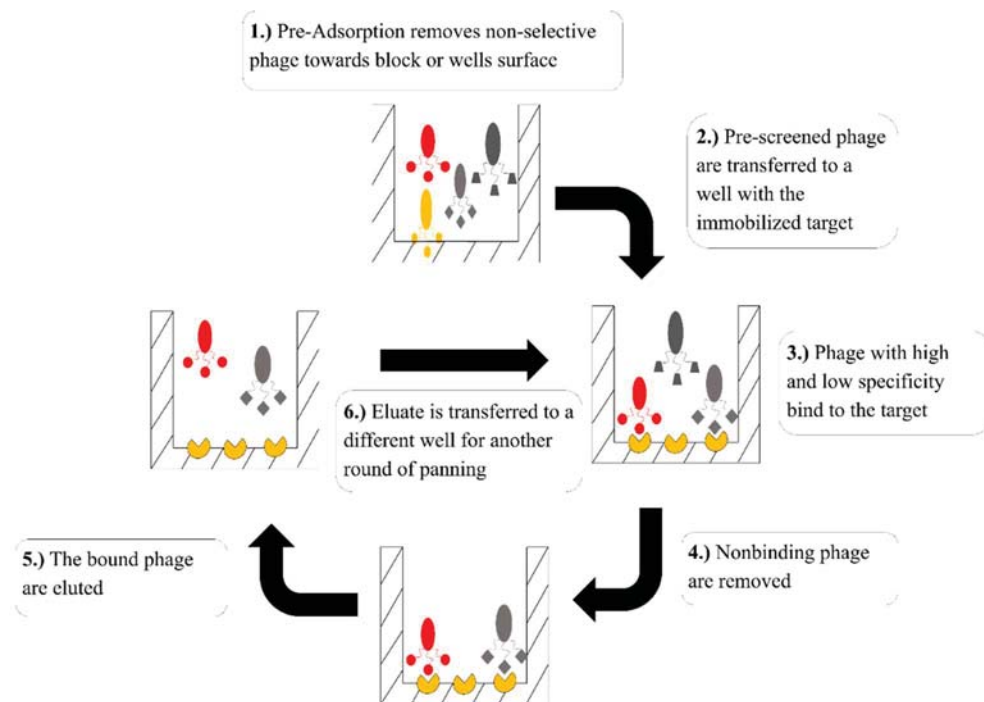 1.) Pre-Adsorption removes non-selective
phage towards block or wells surface
2.) Pre-screened phage
are transferred to a
well with the
immobilized target
3.) Phage with high
and low specificity
bind to the target
4.) Nonbinding phage
are removed
5.) The bound phage
are eluted
6.) Eluate is transferred to a
different well for another
round of panning